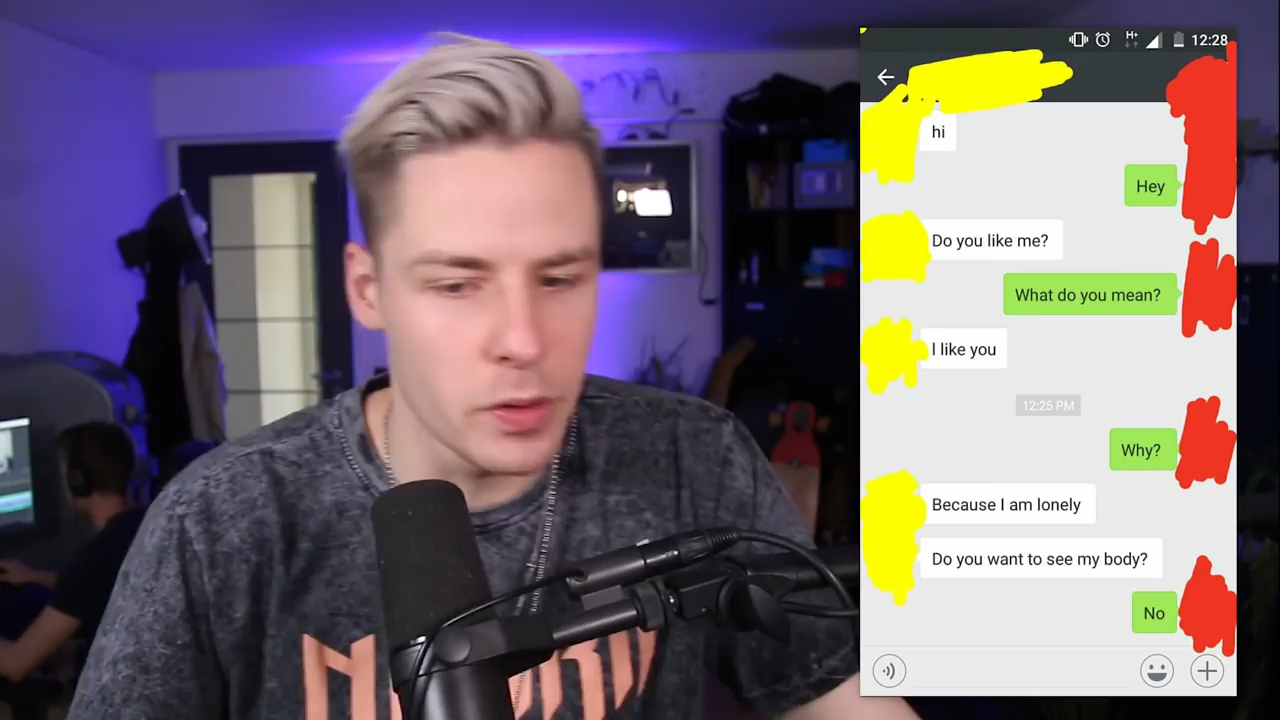 12:28
hi
Hey
Do you like me?
What do you mean?
I like you
12:25 PM
Why?
Because I am lonely
Do you want to see my body?
No